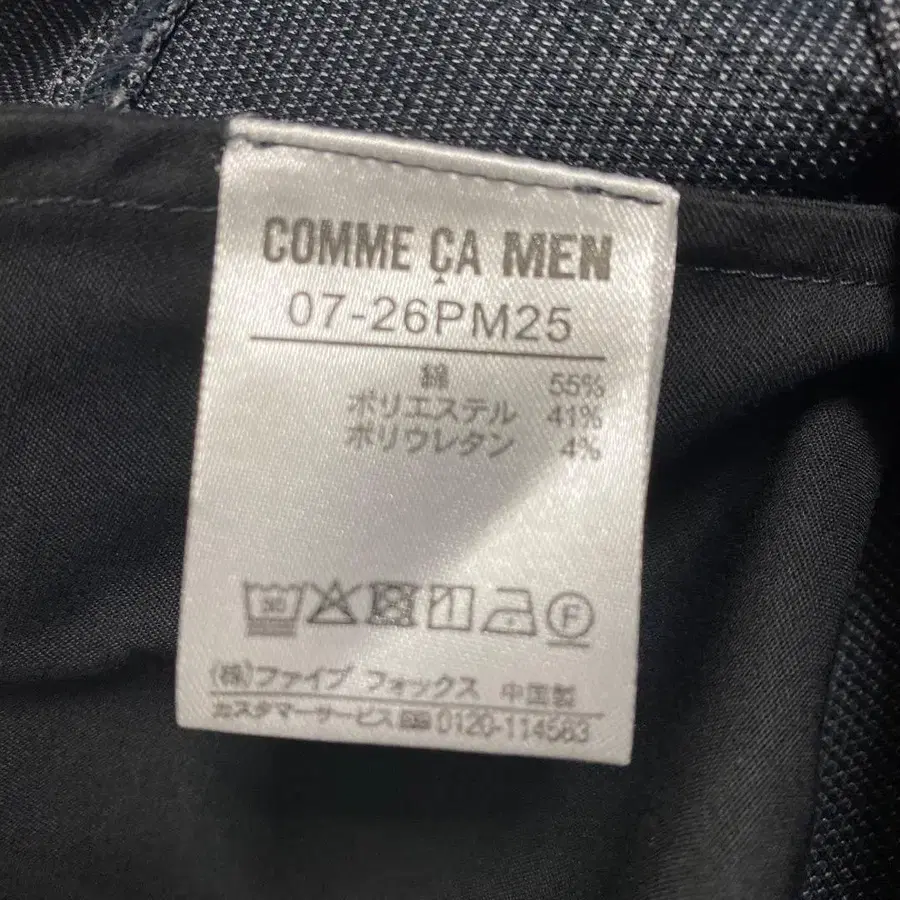 COMME ÇA MEN
07-26PM25
綿 55%
ポリエステル 41%
ポリウレタン 4%
30 F
(株)ファイブ フォックス 中国製
カスタマーサービス 0120-114563